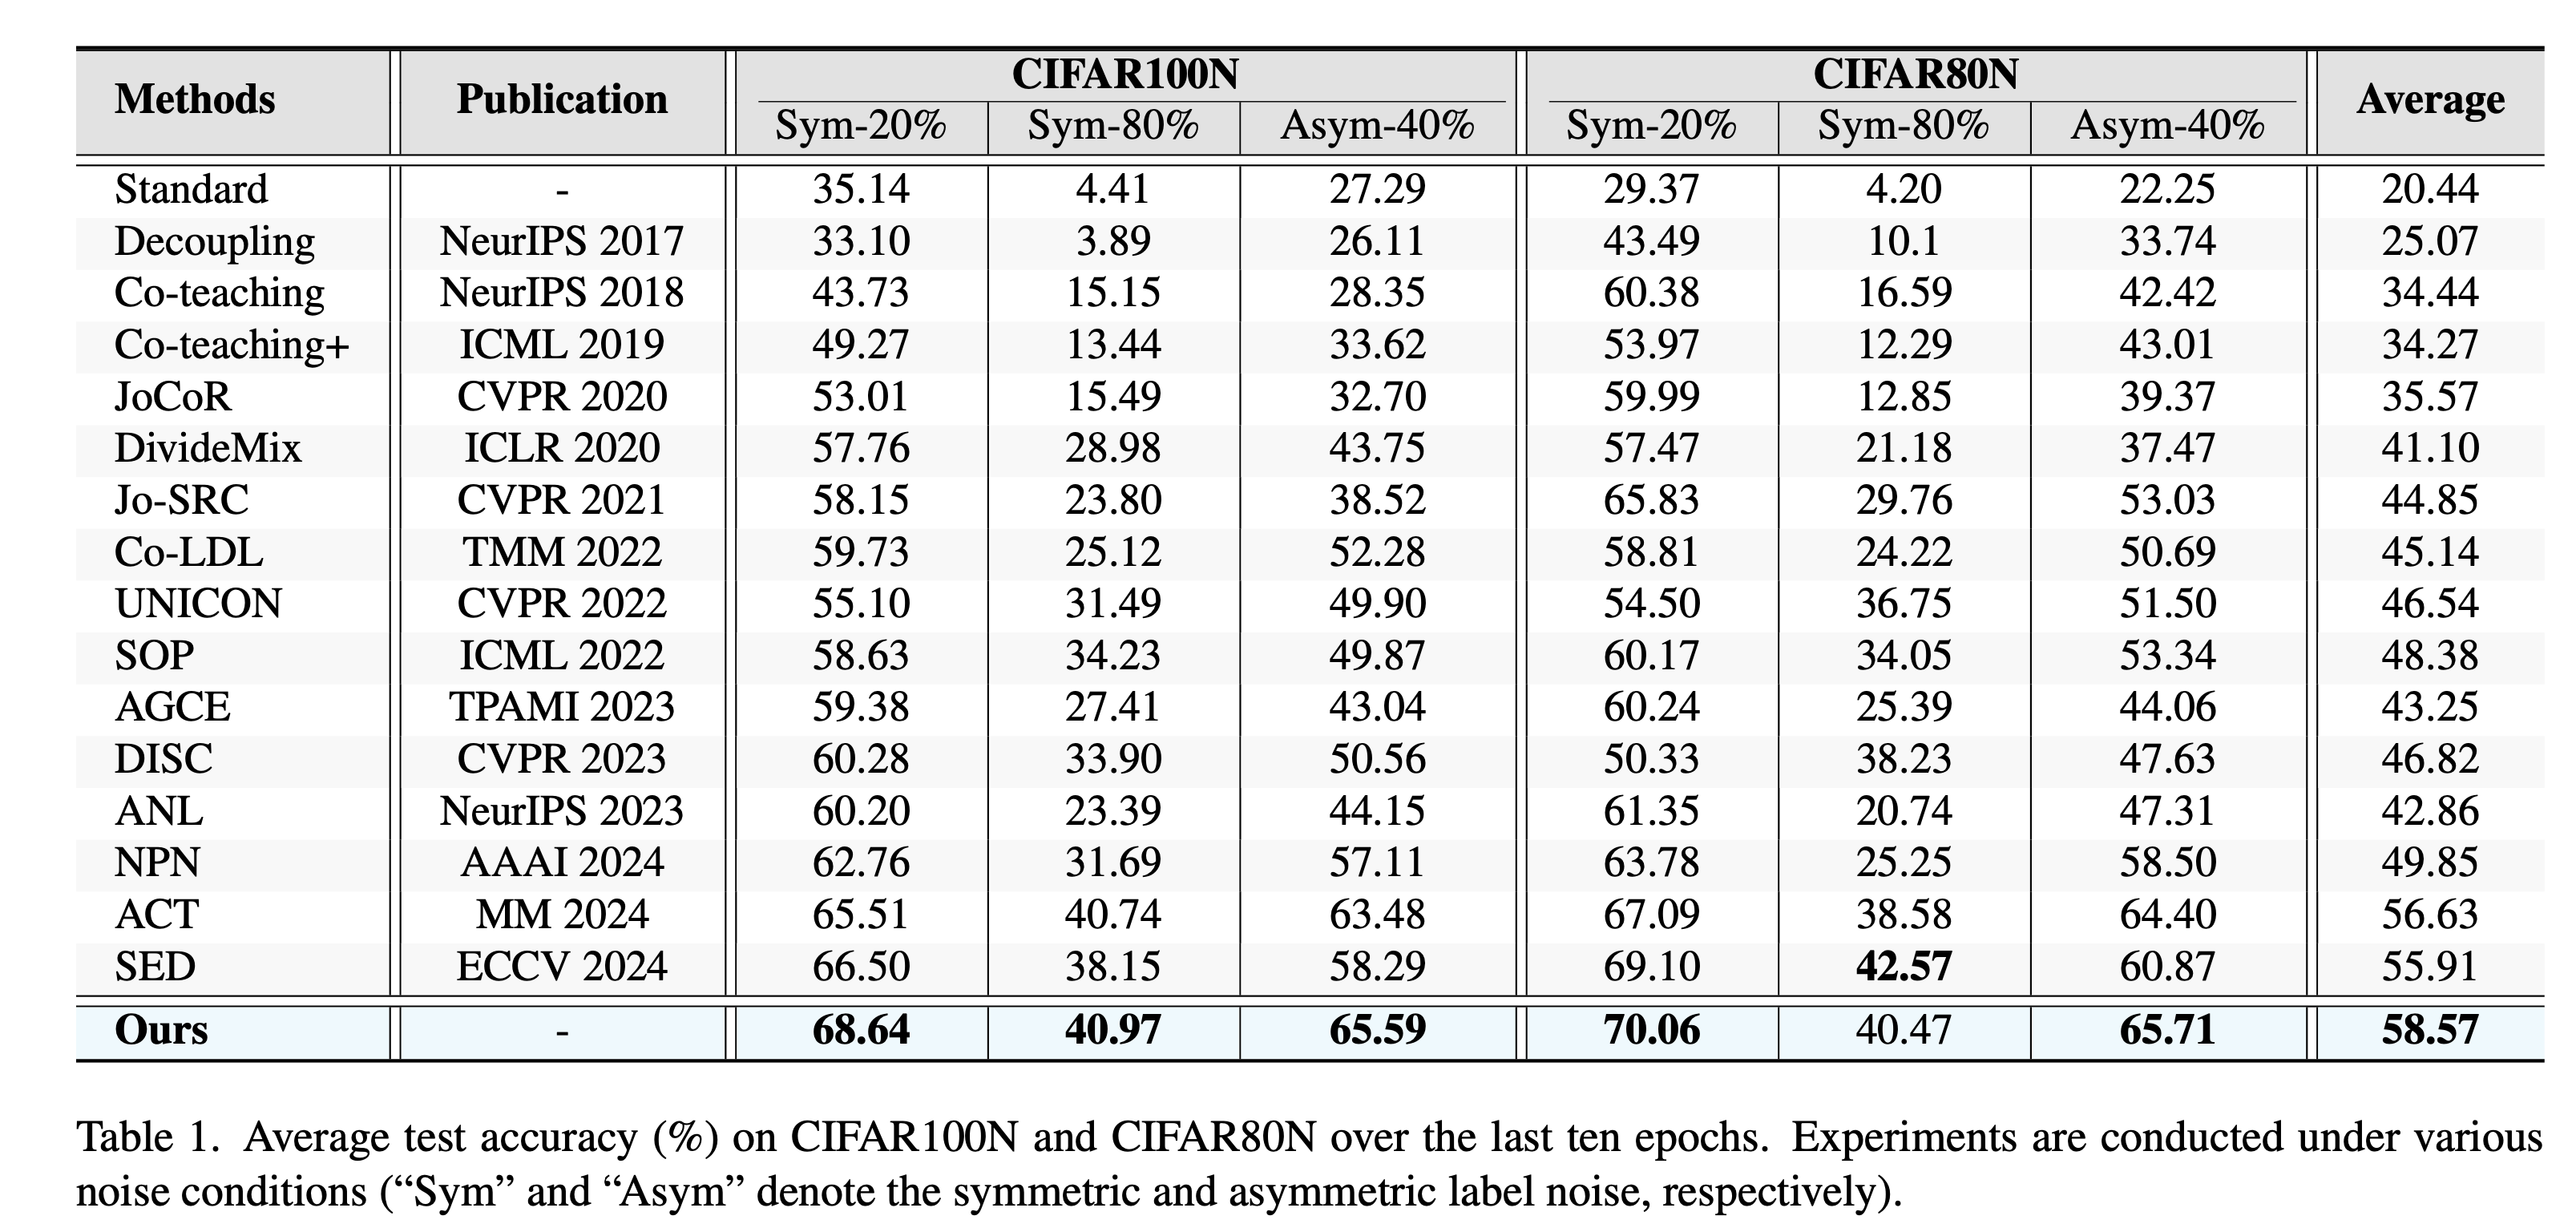 Methods Publication CIFAR100N CIFAR80N Average
Sym-20% Sym-80% Asym-40% Sym-20% Sym-80% Asym-40%
Standard - 35.14 4.41 27.29 29.37 4.20 22.25 20.44
Decoupling NeurIPS 2017 33.10 3.89 26.11 43.49 10.1 33.74 25.07
Co-teaching NeurIPS 2018 43.73 15.15 28.35 60.38 16.59 42.42 34.44
Co-teaching+ ICML 2019 49.27 13.44 33.62 53.97 12.29 43.01 34.27
JoCoR CVPR 2020 53.01 15.49 32.70 59.99 12.85 39.37 35.57
DivideMix ICLR 2020 57.76 28.98 43.75 57.47 21.18 37.47 41.10
Jo-SRC CVPR 2021 58.15 23.80 38.52 65.83 29.76 53.03 44.85
Co-LDL TMM 2022 59.73 25.12 52.28 58.81 24.22 50.69 45.14
UNICON CVPR 2022 55.10 31.49 49.90 54.50 36.75 51.50 46.54
SOP ICML 2022 58.63 34.23 49.87 60.17 34.05 53.34 48.38
AGCE TPAMI 2023 59.38 27.41 43.04 60.24 25.39 44.06 43.25
DISC CVPR 2023 60.28 33.90 50.56 50.33 38.23 47.63 46.82
ANL NeurIPS 2023 60.20 23.39 44.15 61.35 20.74 47.31 42.86
NPN AAAI 2024 62.76 31.69 57.11 63.78 25.25 58.50 49.85
ACT MM 2024 65.51 40.74 63.48 67.09 38.58 64.40 56.63
SED ECCV 2024 66.50 38.15 58.29 69.10 42.57 60.87 55.91
Ours - 68.64 40.97 65.59 70.06 40.47 65.71 58.57
Table 1. Average test accuracy (%) on CIFAR100N and CIFAR80N over the last ten epochs. Experiments are conducted under various
noise conditions (“Sym” and “Asym” denote the symmetric and asymmetric label noise, respectively).